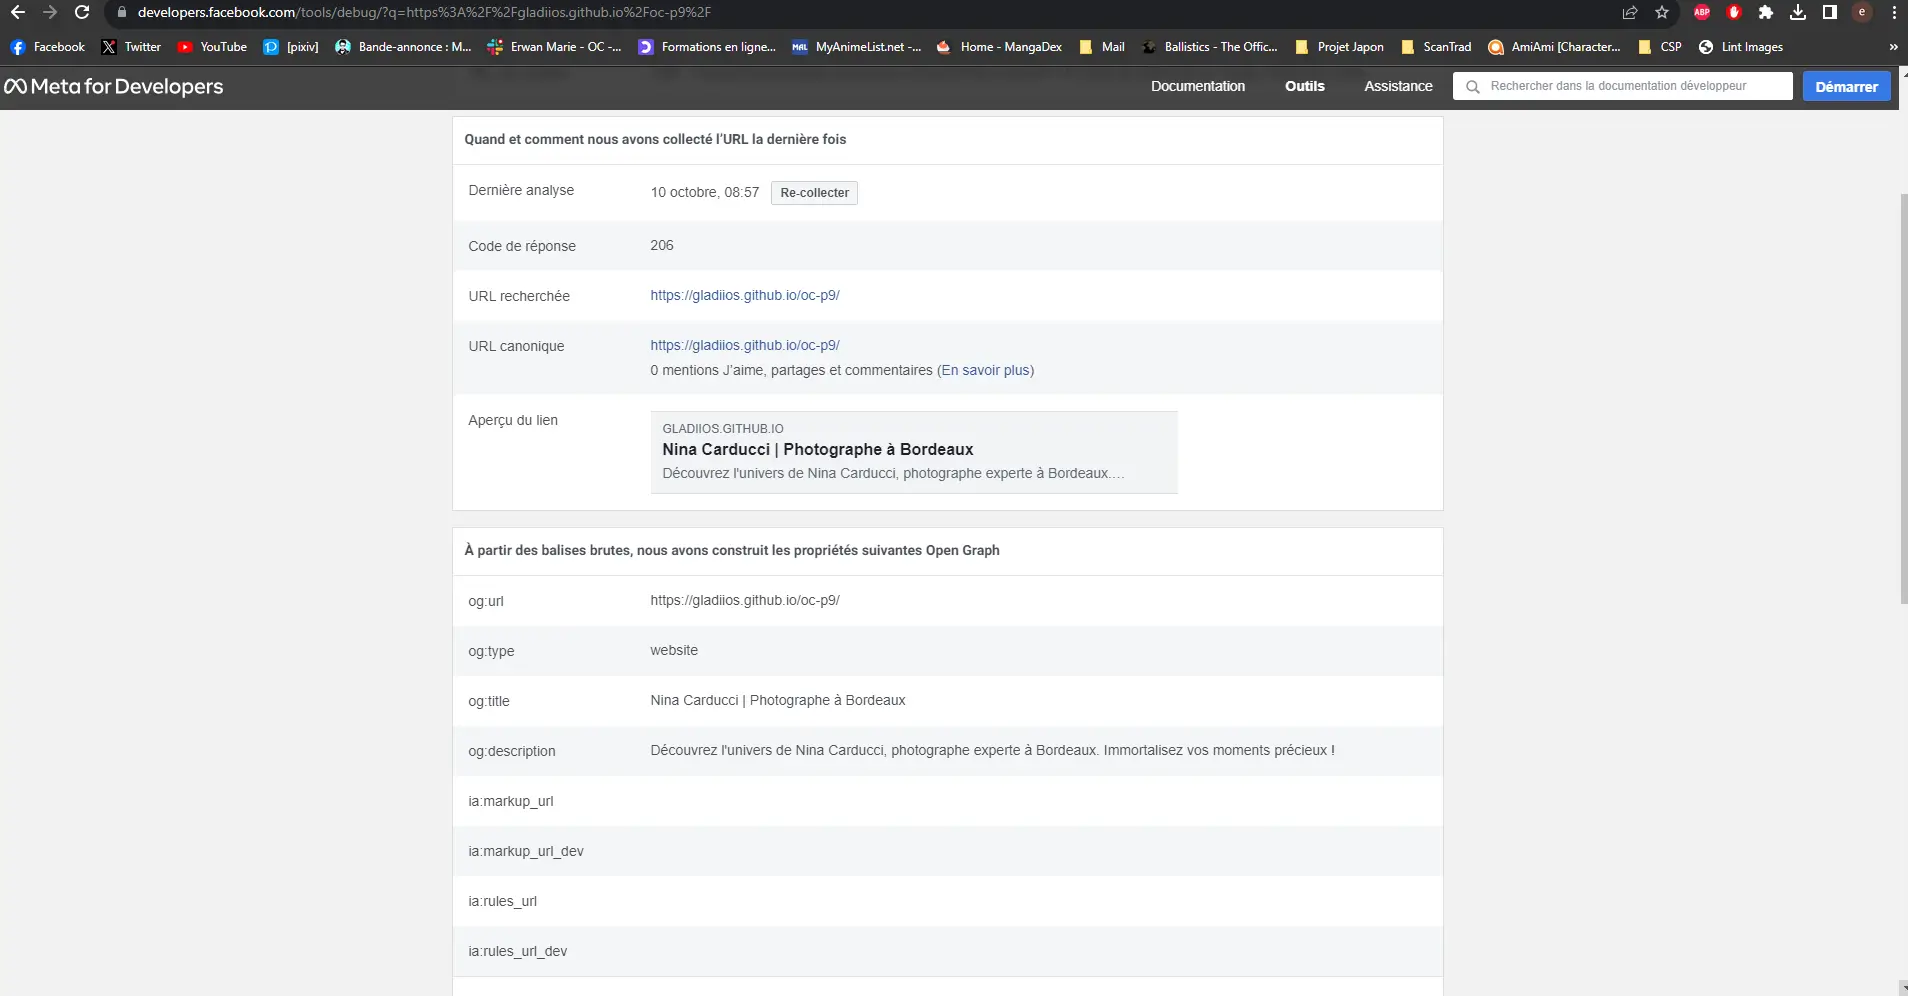 developers.facebook.com/tools/debug/?q=https%3A%2F%2Fgladiios.github.io%2Foc-p9%2F
ABP
e
Facebook Twitter YouTube [pixiv] Bande-annonce : M... Erwan Marie - OC -... Formations en ligne... MAL MyAnimeList.net -... Home - MangaDex Mail Ballistics - The Offic... Projet Japon ScanTrad AmiAmi [Character... CSP Lint Images »
Meta for Developers Documentation Outils Assistance Rechercher dans la documentation développeur Démarrer
Quand et comment nous avons collecté l’URL la dernière fois
Dernière analyse 10 octobre, 08:57 Re-collecter
Code de réponse 206
URL recherchée https://gladiios.github.io/oc-p9/
URL canonique https://gladiios.github.io/oc-p9/
0 mentions J’aime, partages et commentaires (En savoir plus)
Aperçu du lien
GLADIIOS.GITHUB.IO
Nina Carducci | Photographe à Bordeaux
Découvrez l'univers de Nina Carducci, photographe experte à Bordeaux.…
À partir des balises brutes, nous avons construit les propriétés suivantes Open Graph
og:url https://gladiios.github.io/oc-p9/
og:type website
og:title Nina Carducci | Photographe à Bordeaux
og:description Découvrez l'univers de Nina Carducci, photographe experte à Bordeaux. Immortalisez vos moments précieux !
ia:markup_url
ia:markup_url_dev
ia:rules_url
ia:rules_url_dev